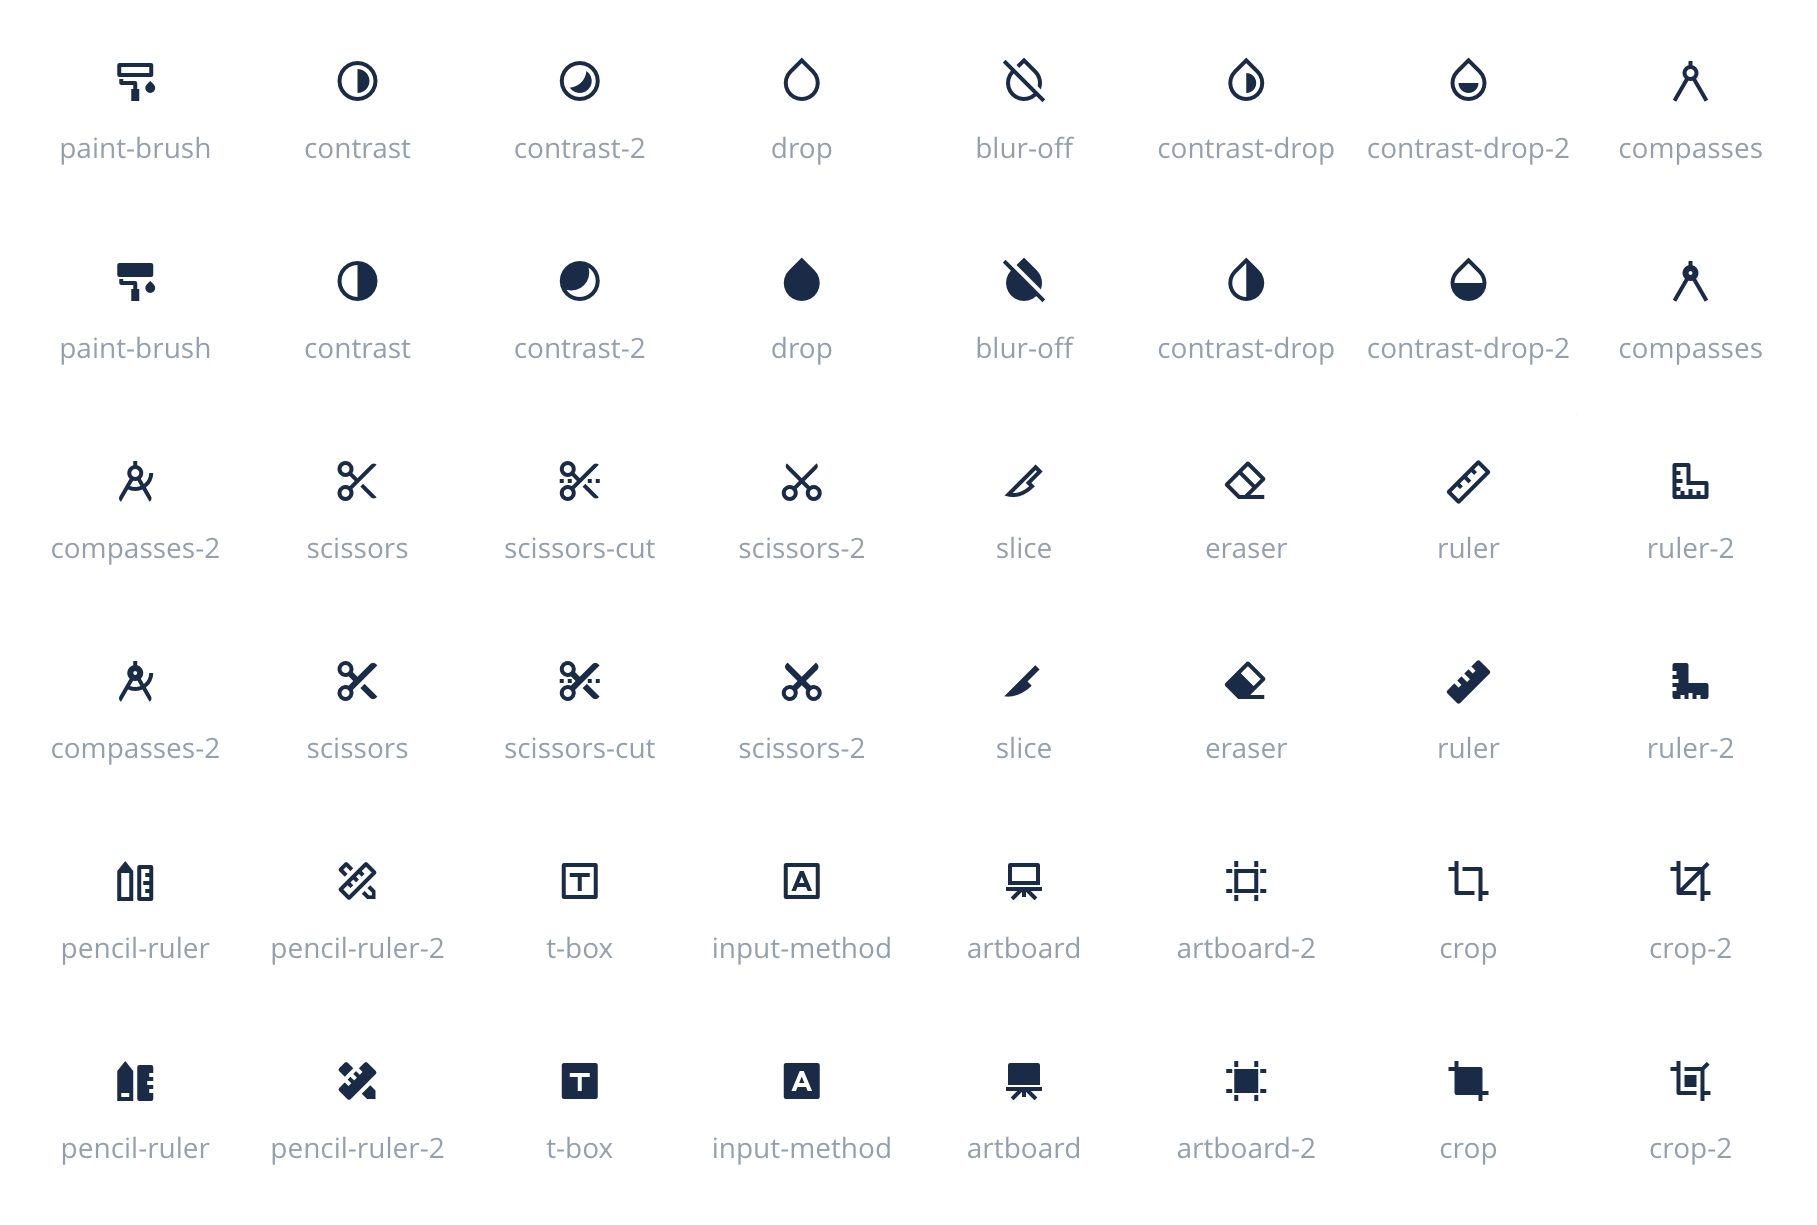 paint-brush contrast contrast-2 drop blur-off contrast-drop contrast-drop-2 compasses
paint-brush contrast contrast-2 drop blur-off contrast-drop contrast-drop-2 compasses
compasses-2 scissors scissors-cut scissors-2 slice eraser ruler ruler-2
compasses-2 scissors scissors-cut scissors-2 slice eraser ruler ruler-2
T A
pencil-ruler pencil-ruler-2 t-box input-method artboard artboard-2 crop crop-2
T A
pencil-ruler pencil-ruler-2 t-box input-method artboard artboard-2 crop crop-2